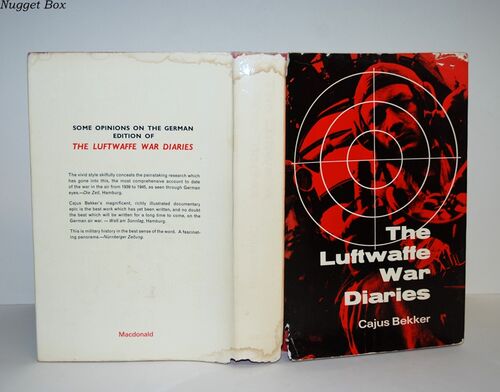 Nugget Box
SOME OPINIONS ON THE GERMAN
EDITION OF
THE LUFTWAFFE WAR DIARIES
The vivid style skilfully conceals the painstaking research which
has gone into this, the most comprehensive account to date
of the war in the air from 1939 to 1945, as seen through German
eyes.—Die Zeit, Hamburg.
Cajus Bekker's magnificent, richly illustrated documentary
epic is the best work which has yet been written, and no doubt
the best which will be written for a long time to come, on the
German air war. — Welt am Sonntag, Hamburg.
This is military history in the best sense of the word. A fascinat-
ing panorama.—Nürnberger Zeitung.
Macdonald
The
Luftwaffe
War
Diaries
Cajus Bekker